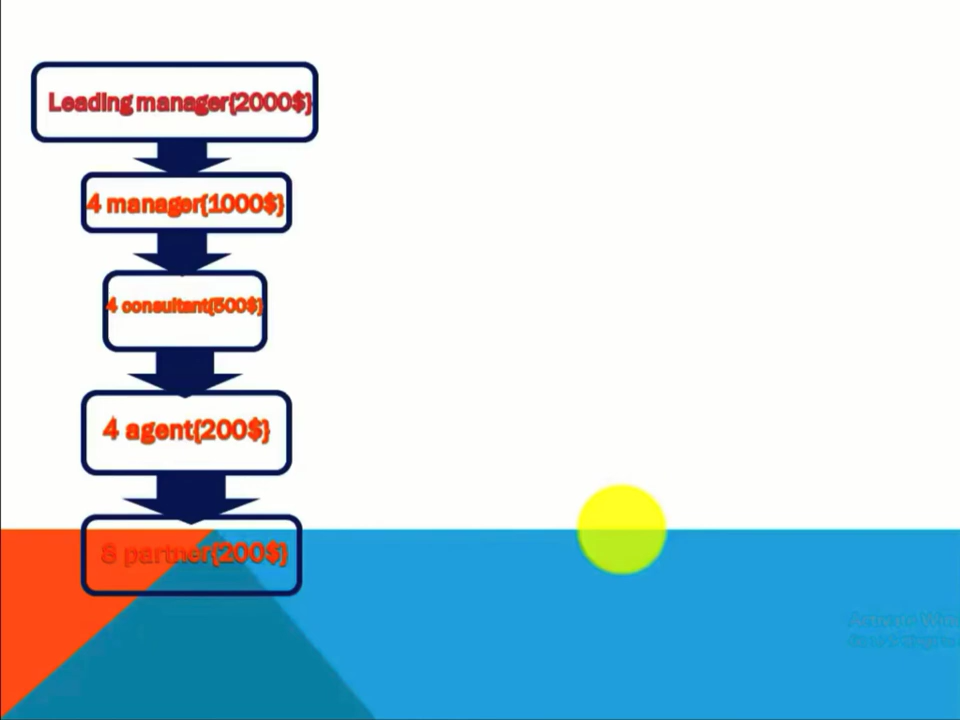 Leading manager{2000$}
4 manager{1000$}
4 consultant{500$}
4 agent{200$}
8 partner{200$}